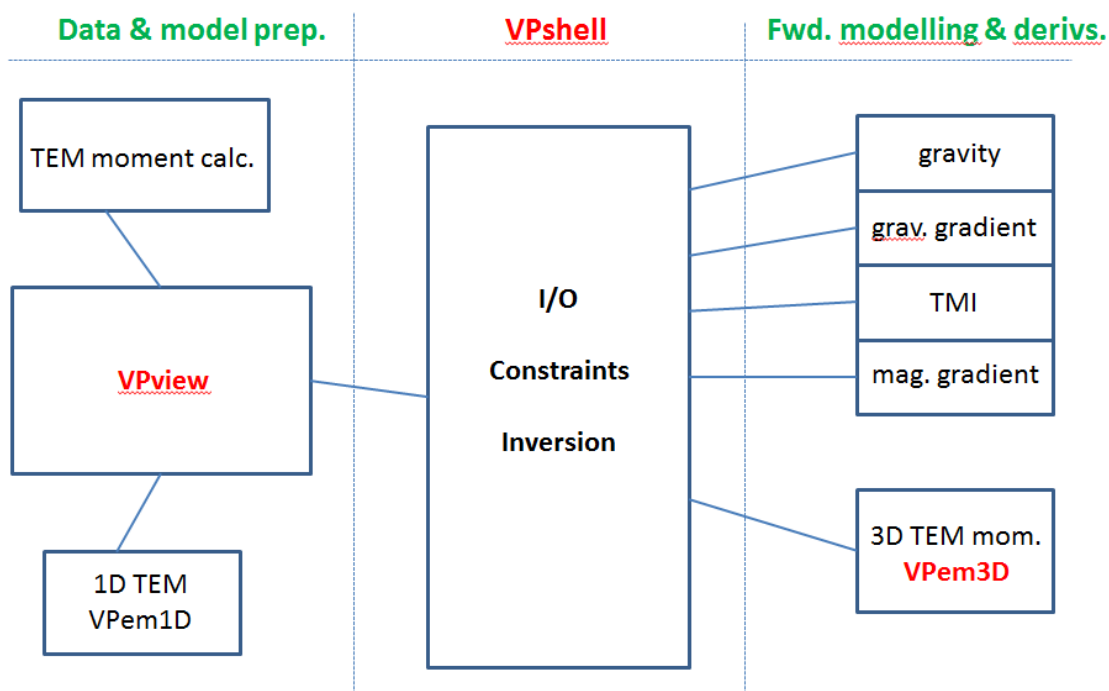 Data & model prep.
VPshell
Fwd. modelling & derivs.
TEM moment calc.
VPview
1D TEM
VPem1D
I/O
Constraints
Inversion
gravity
grav. gradient
TMI
mag. gradient
3D TEM mom.
VPem3D